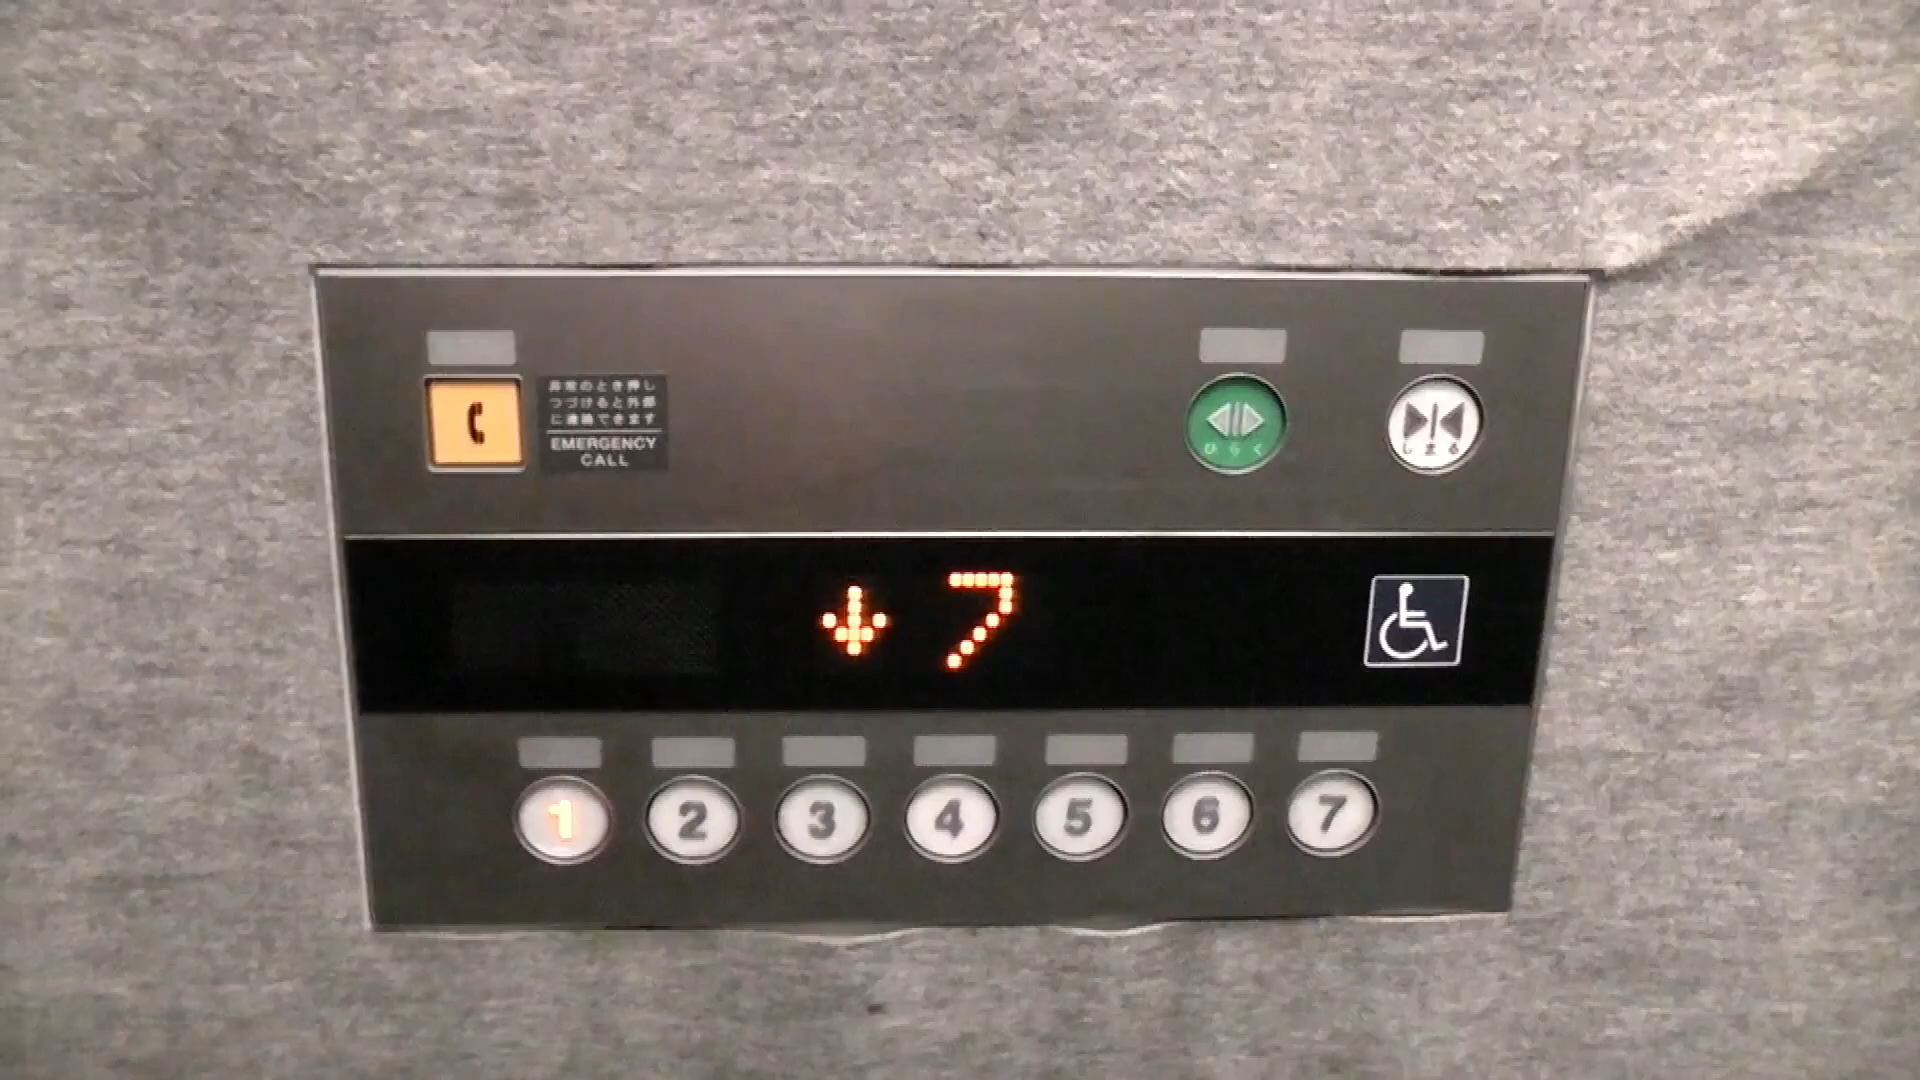 非常のとき押し
つづけると外部
に連絡できます
EMERGENCY
CALL
ひらく
しまる
7
1 2 3 4 5 6 7